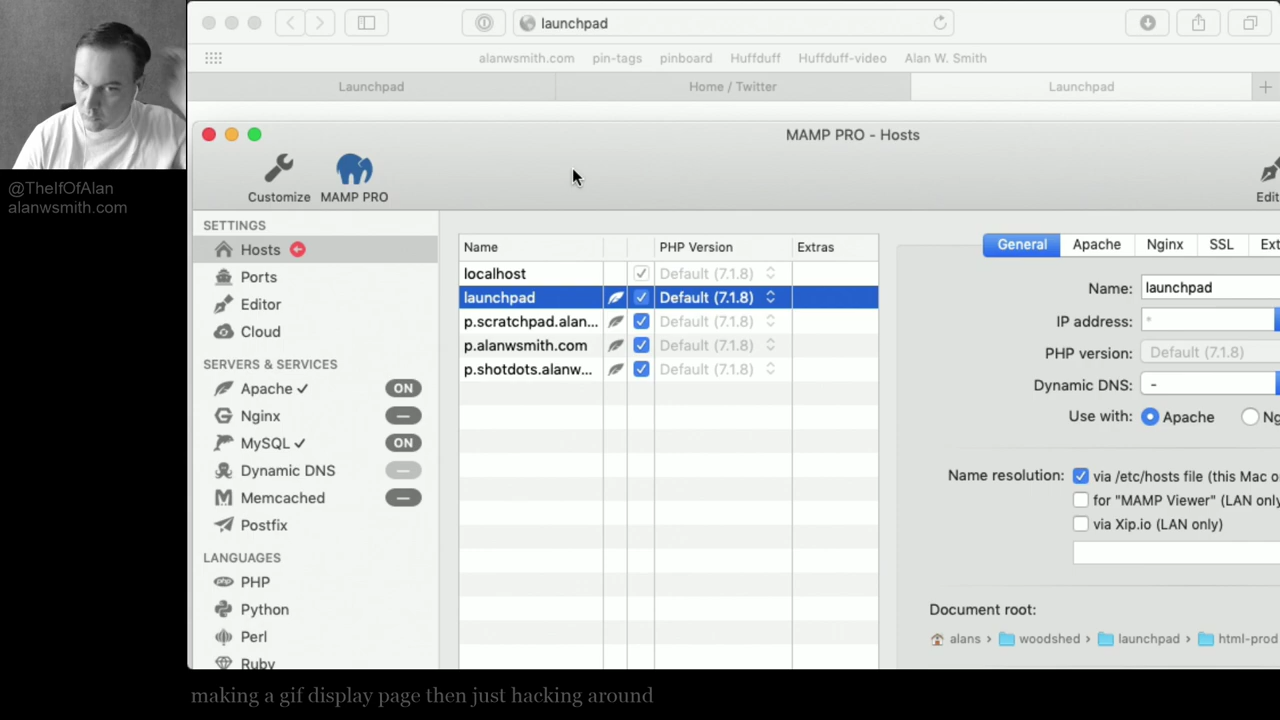 launchpad
alanwsmith.com pin-tags pinboard Huffduff Huffduff-video Alan W. Smith
Launchpad Home / Twitter Launchpad
MAMP PRO - Hosts
Customize MAMP PRO
@TheIfOfAlan
alanwsmith.com
SETTINGS
Hosts
Ports
Editor
Cloud
SERVERS & SERVICES
Apache ✓ ON
Nginx
MySQL ✓ ON
Dynamic DNS
Memcached
Postfix
LANGUAGES
PHP
Python
Perl
Ruby
Name PHP Version Extras
localhost Default (7.1.8)
launchpad Default (7.1.8)
p.scratchpad.alan... Default (7.1.8)
p.alanwsmith.com Default (7.1.8)
p.shotdots.alanw... Default (7.1.8)
Edit
General Apache Nginx SSL Ext
Name: launchpad
IP address: *
PHP version: Default (7.1.8)
Dynamic DNS: -
Use with: Apache Ng
Name resolution: via /etc/hosts file (this Mac o
for "MAMP Viewer" (LAN only
via Xip.io (LAN only)
Document root:
alans › woodshed › launchpad › html-prod
making a gif display page then just hacking around